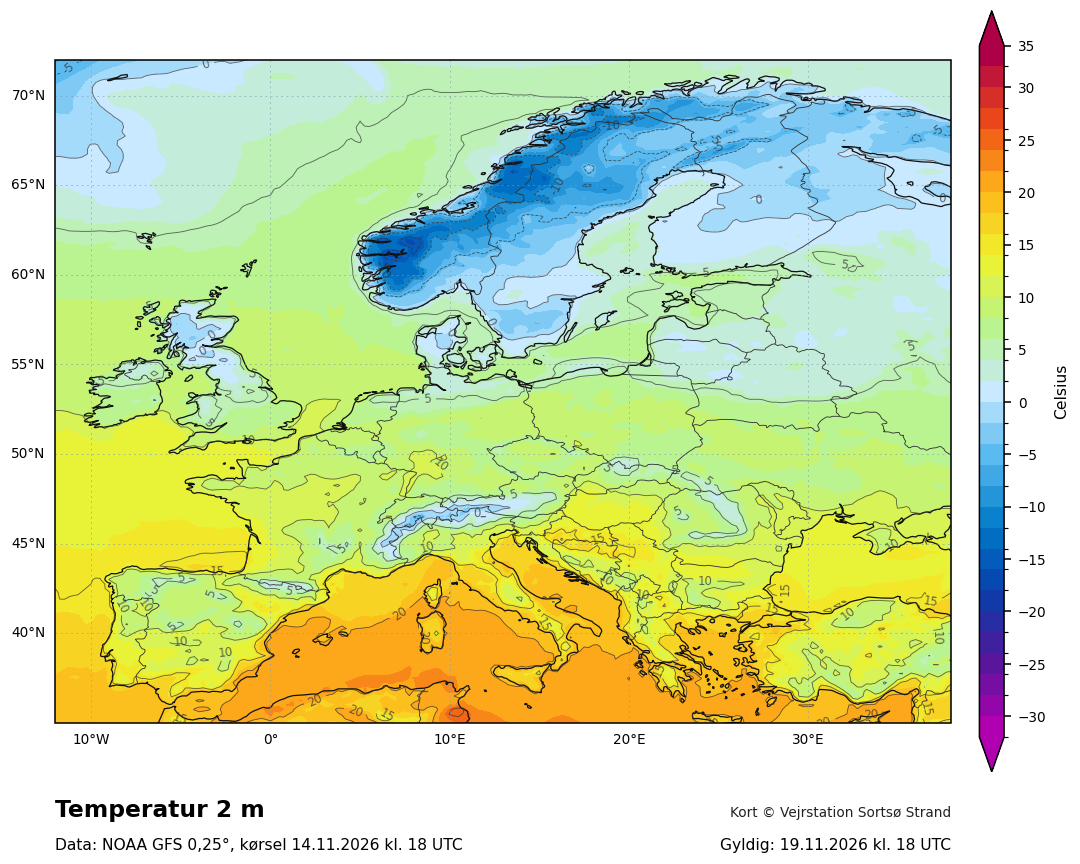 70°N
65°N
60°N
55°N
50°N
45°N
40°N
10°W
0°
10°E
20°E
30°E
35
30
25
20
15
10
5
0
−5
−10
−15
−20
−25
−30
Celsius
Temperatur 2 m
Kort © Vejrstation Sortsø Strand
Data: NOAA GFS 0,25°, kørsel 14.11.2026 kl. 18 UTC
Gyldig: 19.11.2026 kl. 18 UTC